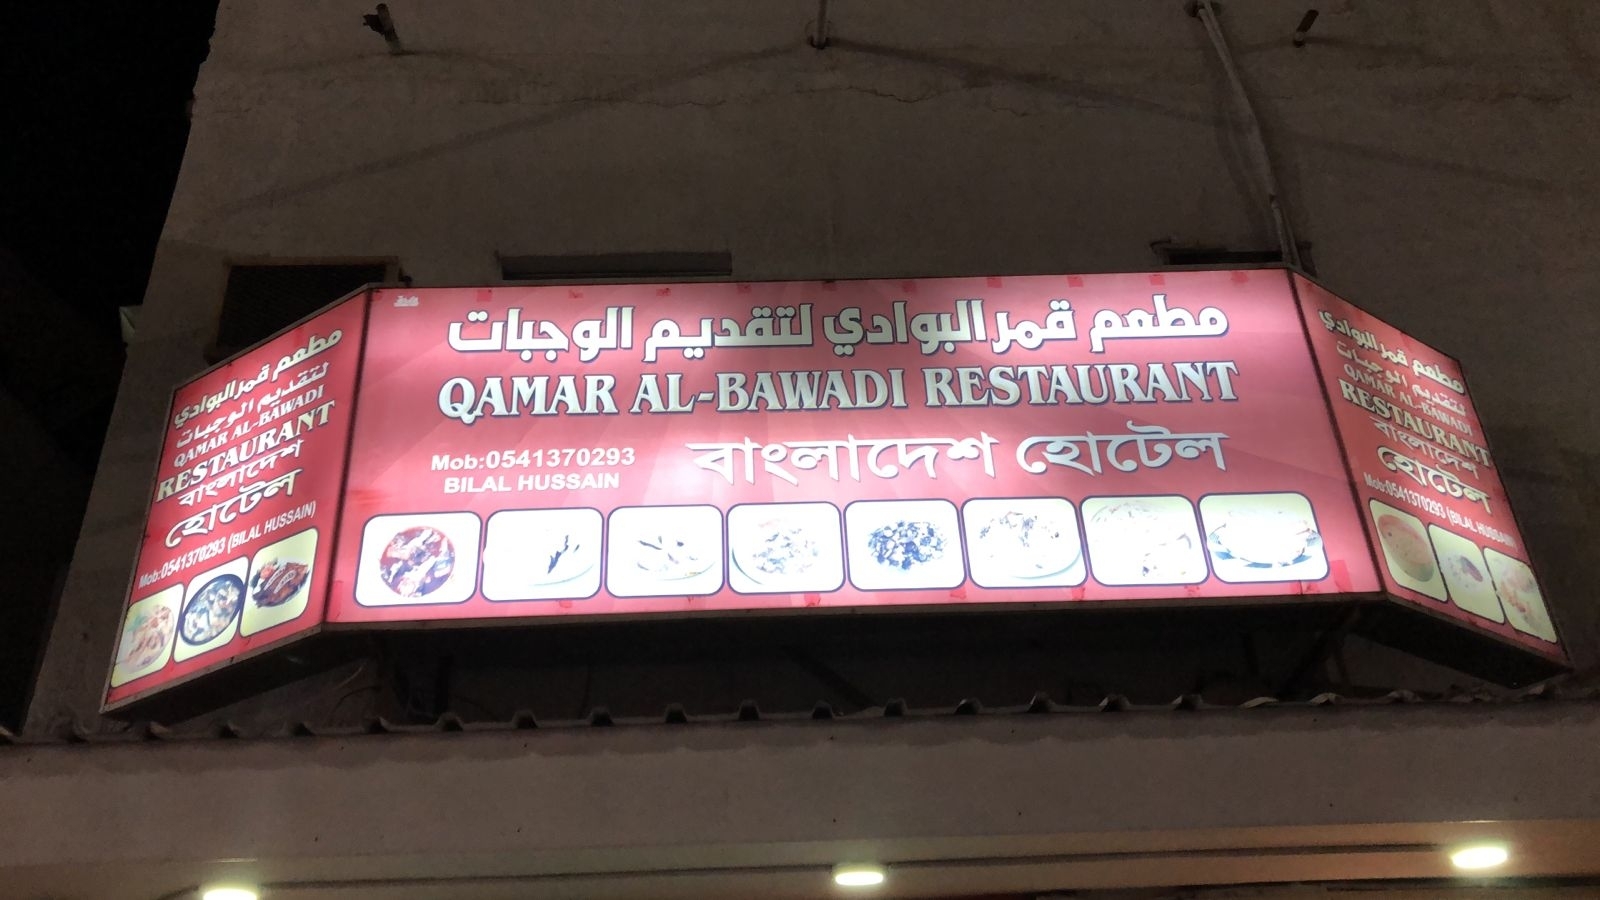 مطعم قمر البوادي
لتقديم الوجبات
QAMAR AL-BAWADI
RESTAURANT
বাংলাদেশ
হোটেল
Mob:0541370293 (BILAL HUSSAIN)
مطعم قمر البوادي لتقديم الوجبات
QAMAR AL-BAWADI RESTAURANT
Mob:0541370293
BILAL HUSSAIN
বাংলাদেশ হোটেল
مطعم قمر البوادي
لتقديم الوجبات
QAMAR AL-BAWADI
RESTAURANT
বাংলাদেশ
হোটেল
Mob:0541370293 (BILAL HUSSAIN)